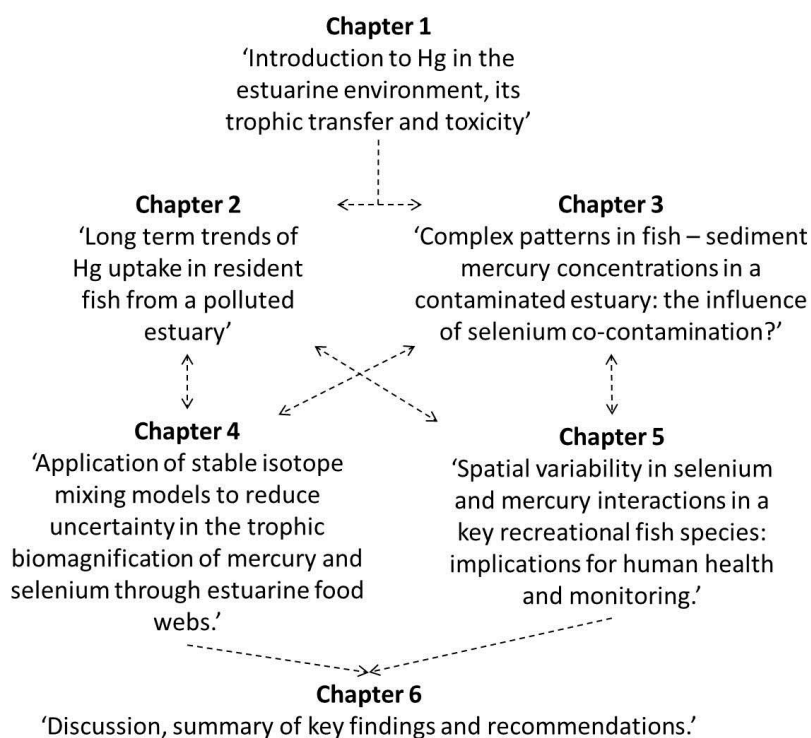 Chapter 1
‘Introduction to Hg in the
estuarine environment, its
trophic transfer and toxicity’
Chapter 2
‘Long term trends of
Hg uptake in resident
fish from a polluted
estuary’
Chapter 3
‘Complex patterns in fish – sediment
mercury concentrations in a
contaminated estuary: the influence
of selenium co-contamination?’
Chapter 4
‘Application of stable isotope
mixing models to reduce
uncertainty in the trophic
biomagnification of mercury and
selenium through estuarine food
webs.’
Chapter 5
‘Spatial variability in selenium
and mercury interactions in a
key recreational fish species:
implications for human health
and monitoring.’
Chapter 6
‘Discussion, summary of key findings and recommendations.’